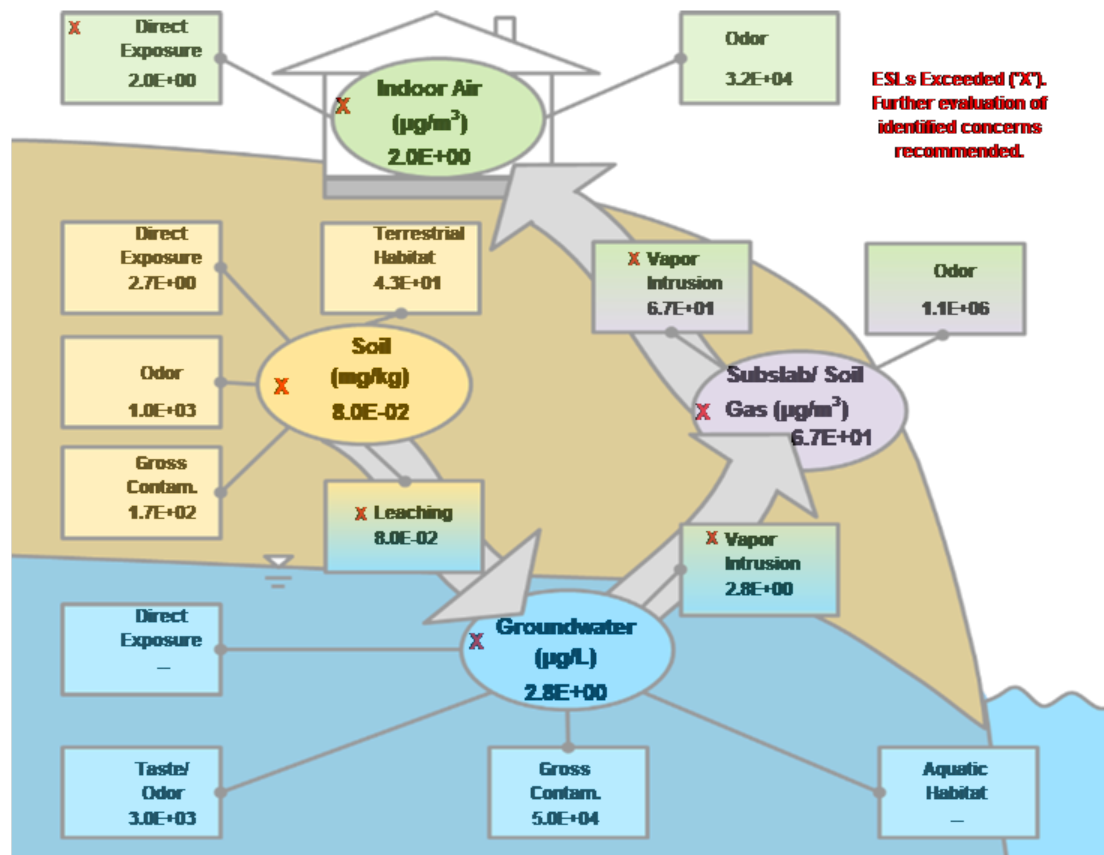 X Direct
Exposure
2.0E+00
X Indoor Air
(µg/m³)
2.0E+00
Odor
3.2E+04
ESLs Exceeded ("X").
Further evaluation of
identified concerns
recommended.
Direct
Exposure
2.7E+00
Terrestrial
Habitat
4.3E+01
X Vapor
Intrusion
6.7E+01
Odor
1.1E+06
Odor
1.0E+03
X Soil
(mg/kg)
8.0E-02
X Subslab/ Soil
Gas (µg/m³)
6.7E+01
Gross
Contam.
1.7E+02
X Leaching
8.0E-02
X Vapor
Intrusion
2.8E+00
Direct
Exposure
–
X Groundwater
(µg/L)
2.8E+00
Taste/
Odor
3.0E+03
Gross
Contam.
5.0E+04
Aquatic
Habitat
–